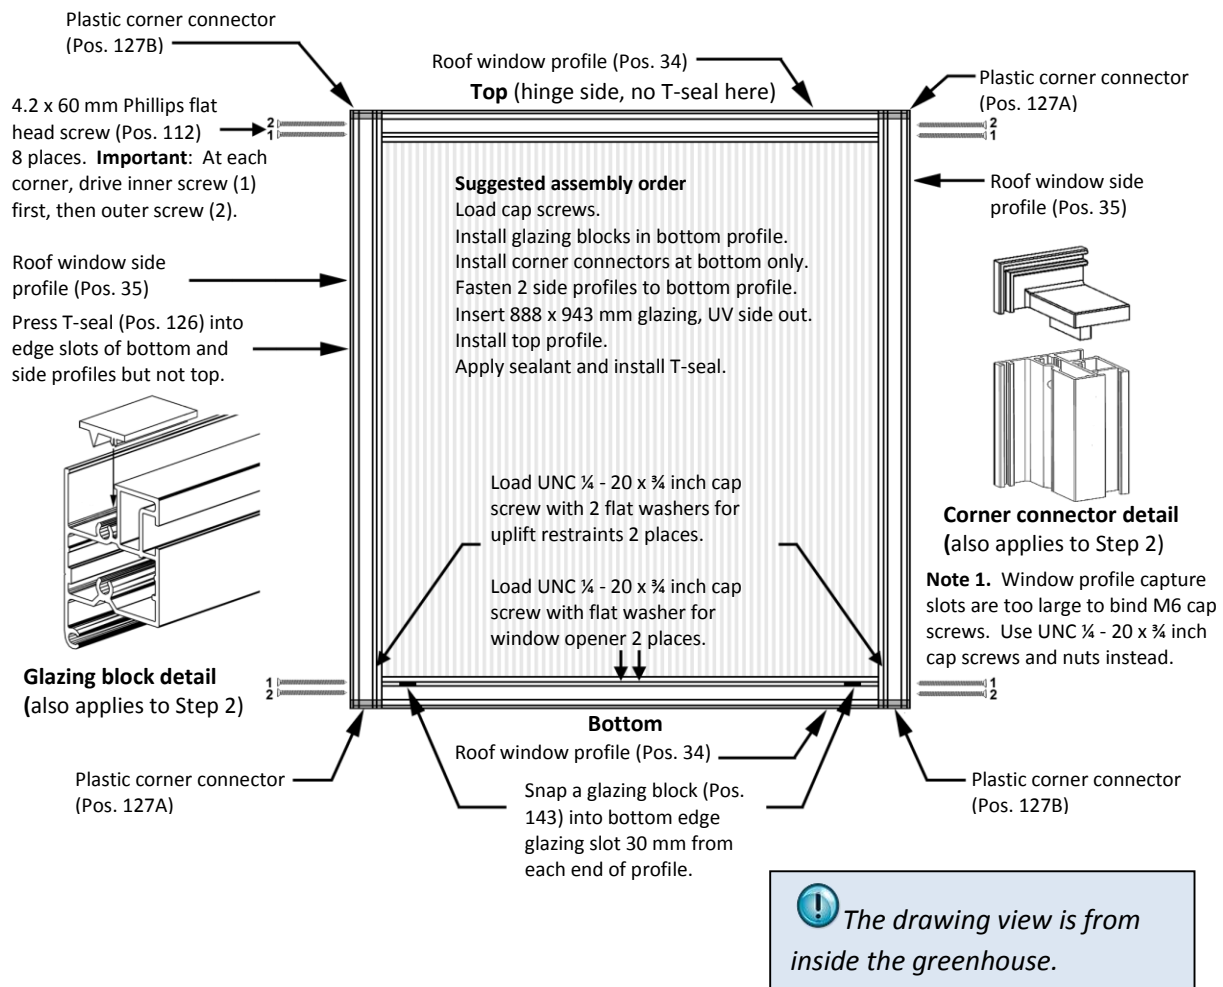 Plastic corner connector
(Pos. 127B)
Roof window profile (Pos. 34)
Top (hinge side, no T-seal here)
Plastic corner connector
(Pos. 127A)
4.2 x 60 mm Phillips flat
head screw (Pos. 112)
8 places. Important: At each
corner, drive inner screw (1)
first, then outer screw (2).
2
1
2
1
Suggested assembly order
Load cap screws.
Install glazing blocks in bottom profile.
Install corner connectors at bottom only.
Fasten 2 side profiles to bottom profile.
Insert 888 x 943 mm glazing, UV side out.
Install top profile.
Apply sealant and install T-seal.
Roof window side
profile (Pos. 35)
Roof window side
profile (Pos. 35)
Press T-seal (Pos. 126) into
edge slots of bottom and
side profiles but not top.
Load UNC ¼ - 20 x ¾ inch cap
screw with 2 flat washers for
uplift restraints 2 places.
Load UNC ¼ - 20 x ¾ inch cap
screw with flat washer for
window opener 2 places.
Corner connector detail
(also applies to Step 2)
Note 1. Window profile capture
slots are too large to bind M6 cap
screws. Use UNC ¼ - 20 x ¾ inch
cap screws and nuts instead.
Glazing block detail
(also applies to Step 2)
1
2
1
2
Bottom
Roof window profile (Pos. 34)
Plastic corner connector
(Pos. 127A)
Snap a glazing block (Pos.
143) into bottom edge
glazing slot 30 mm from
each end of profile.
Plastic corner connector
(Pos. 127B)
The drawing view is from
inside the greenhouse.